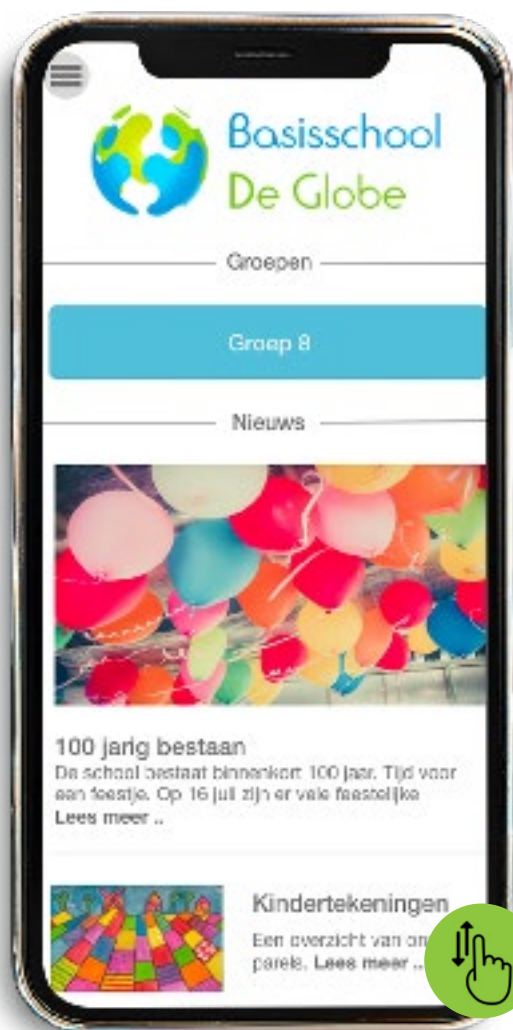 Basisschool
De Globe
Groepen
Groep 8
Nieuws
100 jarig bestaan
De school bestaat binnenkort 100 jaar. Tijd voor
een feestje. Op 16 juli zijn er vele feestelijke
Lees meer ..
Kindertekeningen
Een overzicht van
parels. Lees meer ..